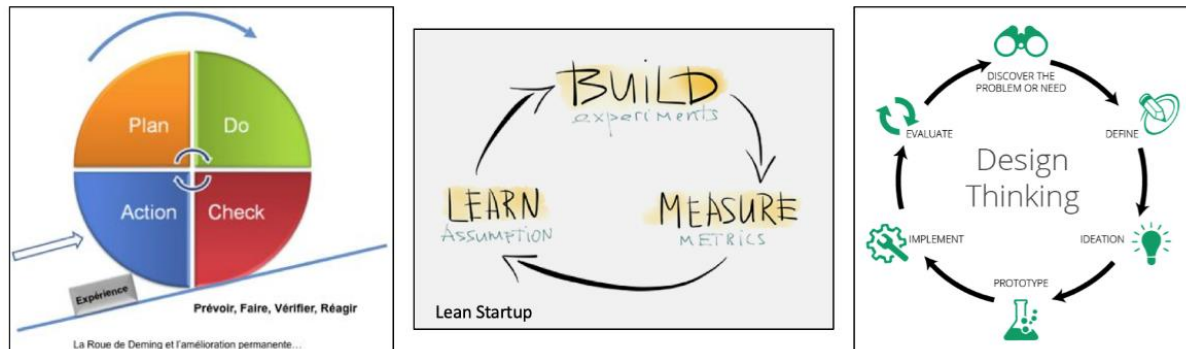 Plan
Do
Action
Check
Expérience
Prévoir, Faire, Vérifier, Réagir
La Roue de Deming et l'amélioration permanente...
BUILD
experiments
LEARN
ASSUMPTION
MEASURE
METRICS
Lean Startup
DISCOVER THE
PROBLEM OR NEED
EVALUATE
DEFINE
Design
Thinking
IMPLEMENT
IDEATION
PROTOTYPE